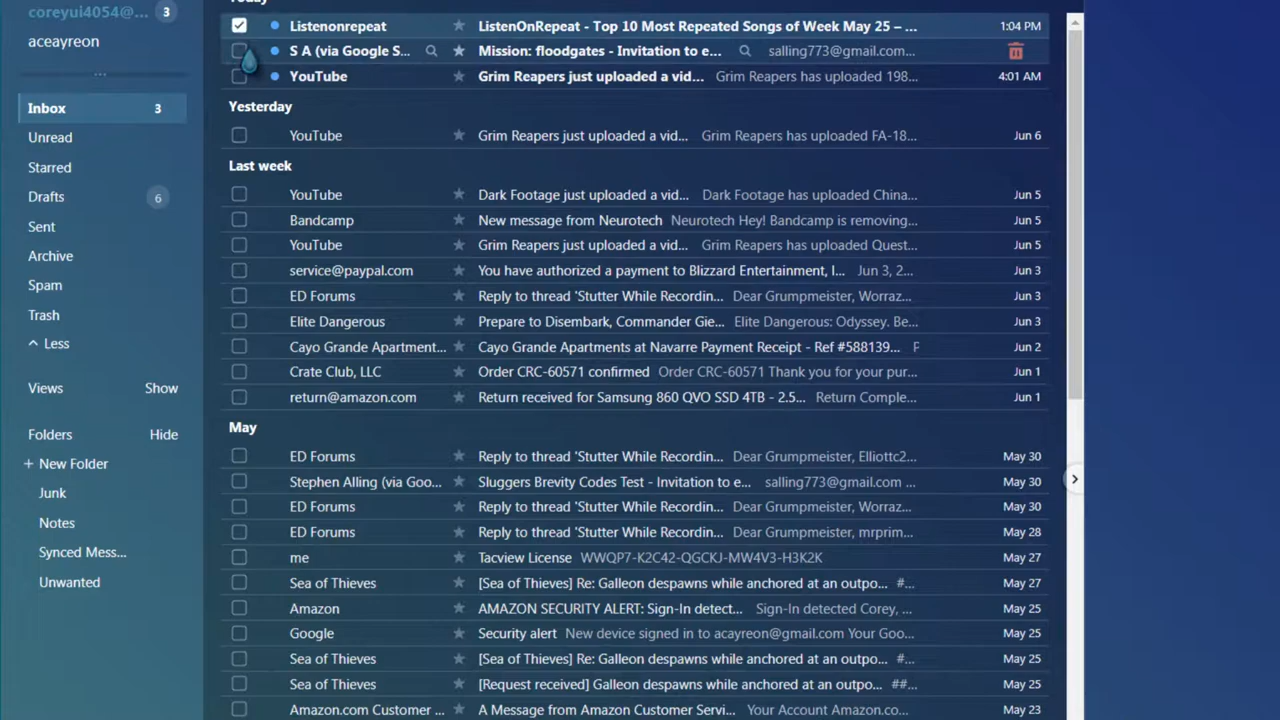 Today
coreyui4054@... 3
aceayreon
...
Inbox 3
Unread
Starred
Drafts 6
Sent
Archive
Spam
Trash
Less
Views Show
Folders Hide
+ New Folder
Junk
Notes
Synced Mess...
Unwanted
Listenonrepeat ListenOnRepeat - Top 10 Most Repeated Songs of Week May 25 – ... 1:04 PM
S A (via Google S... Mission: floodgates - Invitation to e... salling773@gmail.com...
YouTube Grim Reapers just uploaded a vid... Grim Reapers has uploaded 198... 4:01 AM
Yesterday
YouTube Grim Reapers just uploaded a vid... Grim Reapers has uploaded FA-18... Jun 6
Last week
YouTube Dark Footage just uploaded a vid... Dark Footage has uploaded China... Jun 5
Bandcamp New message from Neurotech Neurotech Hey! Bandcamp is removing... Jun 5
YouTube Grim Reapers just uploaded a vid... Grim Reapers has uploaded Quest... Jun 5
service@paypal.com You have authorized a payment to Blizzard Entertainment, I... Jun 3, 2... Jun 3
ED Forums Reply to thread 'Stutter While Recordin... Dear Grumpmeister, Worraz... Jun 3
Elite Dangerous Prepare to Disembark, Commander Gie... Elite Dangerous: Odyssey. Be... Jun 3
Cayo Grande Apartment... Cayo Grande Apartments at Navarre Payment Receipt - Ref #588139... P Jun 2
Crate Club, LLC Order CRC-60571 confirmed Order CRC-60571 Thank you for your pur... Jun 1
return@amazon.com Return received for Samsung 860 QVO SSD 4TB - 2.5... Return Comple... Jun 1
May
ED Forums Reply to thread 'Stutter While Recordin... Dear Grumpmeister, Elliottc2... May 30
Stephen Alling (via Goo... Sluggers Brevity Codes Test - Invitation to e... salling773@gmail.com ... May 30
ED Forums Reply to thread 'Stutter While Recordin... Dear Grumpmeister, Worraz... May 30
ED Forums Reply to thread 'Stutter While Recordin... Dear Grumpmeister, mrprim... May 28
me Tacview License WWQP7-K2C42-QGCKJ-MW4V3-H3K2K May 27
Sea of Thieves [Sea of Thieves] Re: Galleon despawns while anchored at an outpo... #... May 27
Amazon AMAZON SECURITY ALERT: Sign-In detect... Sign-In detected Corey, ... May 25
Google Security alert New device signed in to acayreon@gmail.com Your Goo... May 25
Sea of Thieves [Sea of Thieves] Re: Galleon despawns while anchored at an outpo... #... May 25
Sea of Thieves [Request received] Galleon despawns while anchored at an outpo... ##... May 25
Amazon.com Customer ... A Message from Amazon Customer Servi... Your Account Amazon.co... May 23